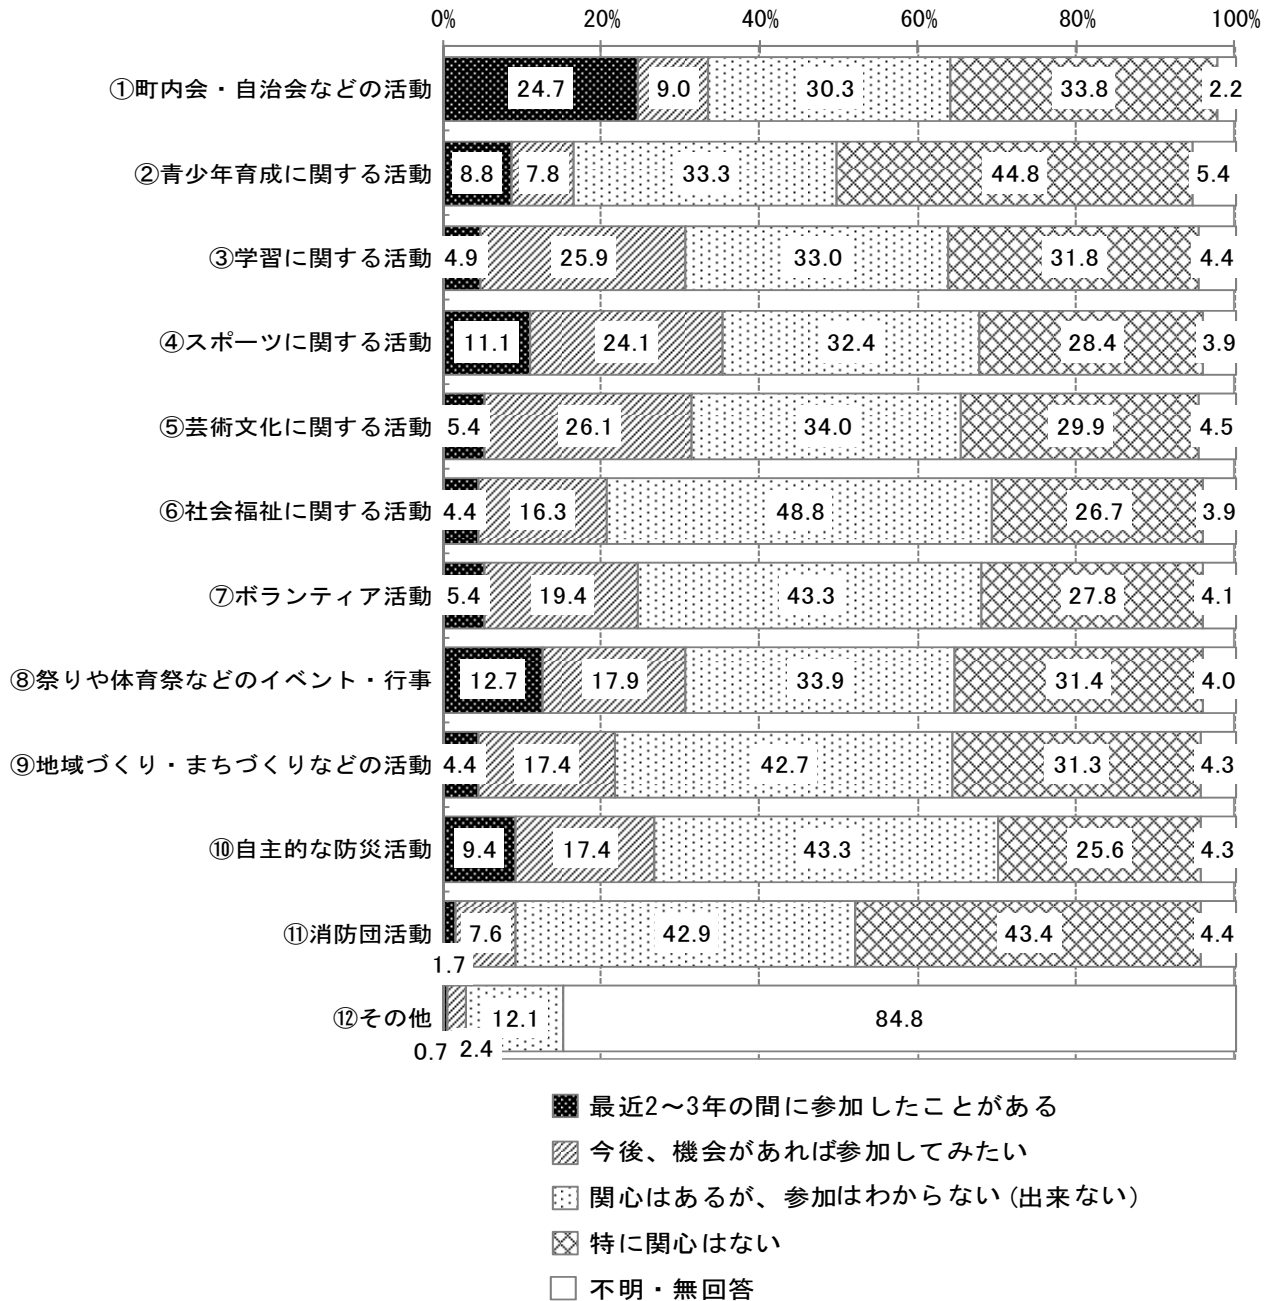 0% 20% 40% 60% 80% 100%
①町内会・自治会などの活動 24.7 9.0 30.3 33.8 2.2
②青少年育成に関する活動 8.8 7.8 33.3 44.8 5.4
③学習に関する活動 4.9 25.9 33.0 31.8 4.4
④スポーツに関する活動 11.1 24.1 32.4 28.4 3.9
⑤芸術文化に関する活動 5.4 26.1 34.0 29.9 4.5
⑥社会福祉に関する活動 4.4 16.3 48.8 26.7 3.9
⑦ボランティア活動 5.4 19.4 43.3 27.8 4.1
⑧祭りや体育祭などのイベント・行事 12.7 17.9 33.9 31.4 4.0
⑨地域づくり・まちづくりなどの活動 4.4 17.4 42.7 31.3 4.3
⑩自主的な防災活動 9.4 17.4 43.3 25.6 4.3
⑪消防団活動 7.6 42.9 43.4 4.4
1.7
⑫その他 12.1 84.8
0.7 2.4
最近2～3年の間に参加したことがある
今後、機会があれば参加してみたい
関心はあるが、参加はわからない(出来ない)
特に関心はない
不明・無回答